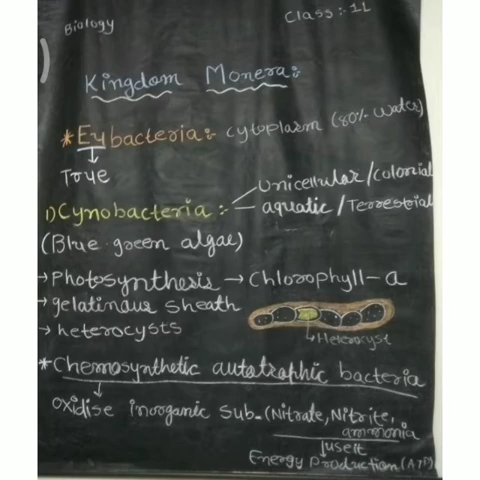 Biology
Class:- 11
Kingdom Monera:-
*Eubacteria:- cytoplasm (80% water)
True
1) Cynobacteria:- Unicellular/Colonial
aquatic/Terrestrial
(Blue green algae)
→ Photosynthesis → Chlorophyll-a
→ gelatinous sheath
→ heterocysts
Heterocyst
*Chemosynthetic autotrophic bacteria
oxidise inorganic sub.(Nitrate, Nitrite,
ammonia
useit
Energy Production (ATP)